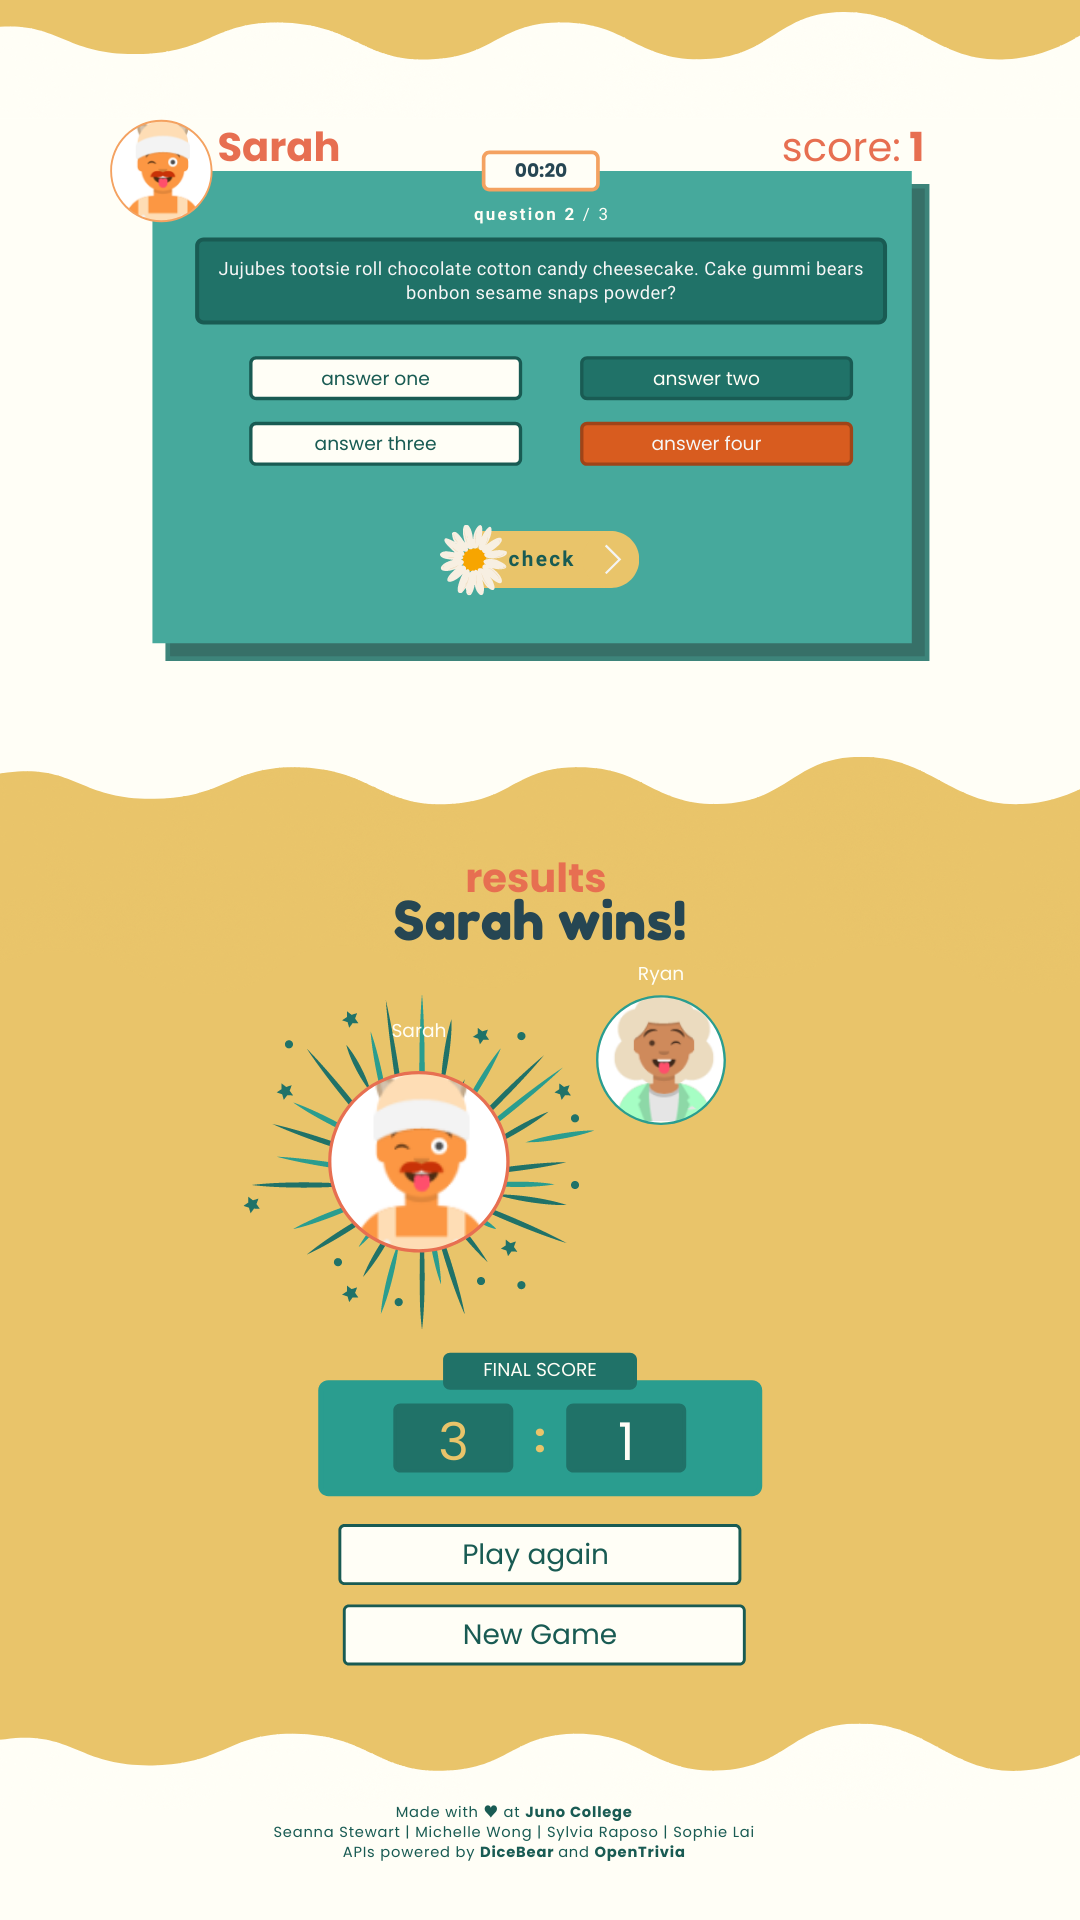 Sarah
score: 1
00:20
question 2 / 3
Jujubes tootsie roll chocolate cotton candy cheesecake. Cake gummi bears
bonbon sesame snaps powder?
answer one
answer two
answer three
answer four
check
results
Sarah wins!
Ryan
Sarah
FINAL SCORE
3 : 1
Play again
New Game
Made with ♥ at Juno College
Seanna Stewart | Michelle Wong | Sylvia Raposo | Sophie Lai
APIs powered by DiceBear and OpenTrivia